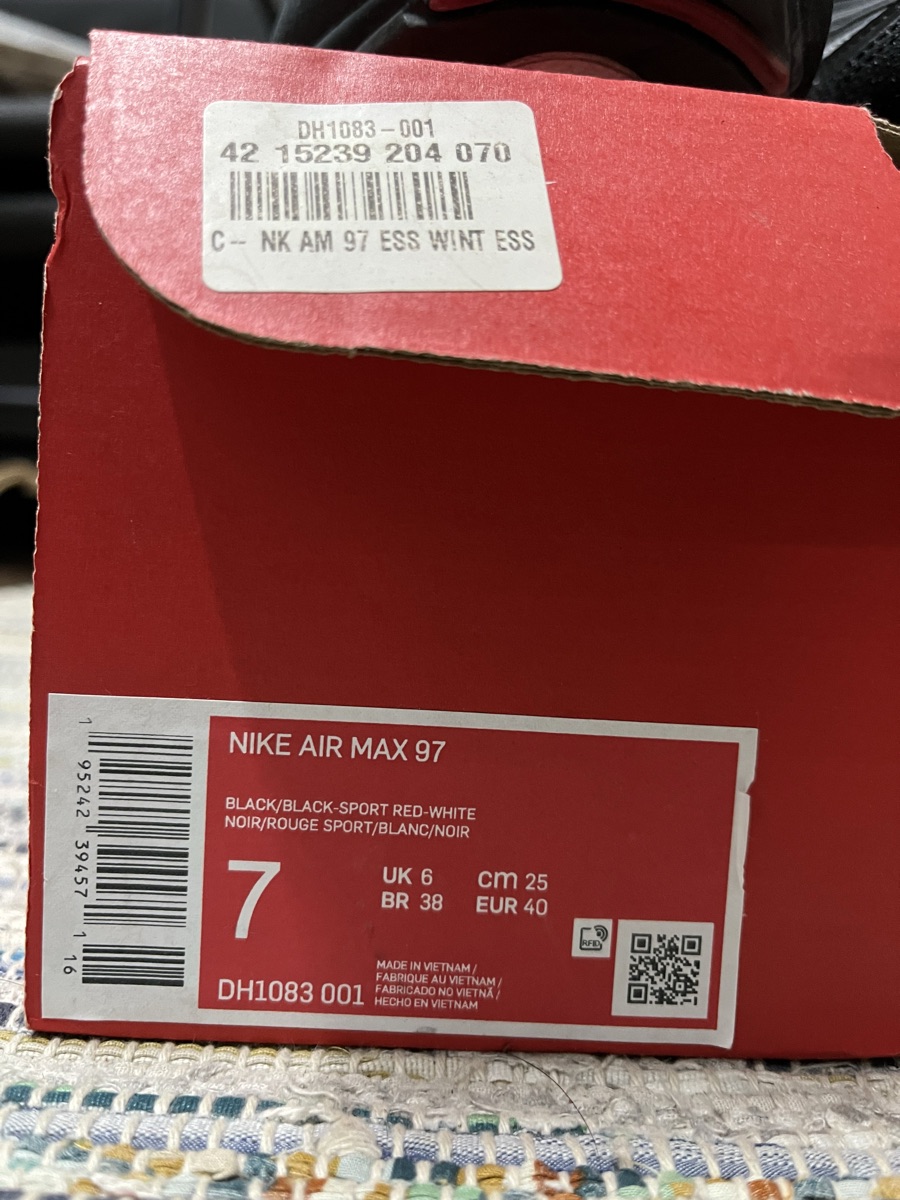 DH1083-001
42 15239 204 070
C-- NK AM 97 ESS WINT ESS
1 95242 39457 1 16
NIKE AIR MAX 97
BLACK/BLACK-SPORT RED-WHITE
NOIR/ROUGE SPORT/BLANC/NOIR
7
UK 6 cm 25
BR 38 EUR 40
RFID
DH1083 001
MADE IN VIETNAM /
FABRIQUE AU VIETNAM /
FABRICADO NO VIETNÃ /
HECHO EN VIETNAM